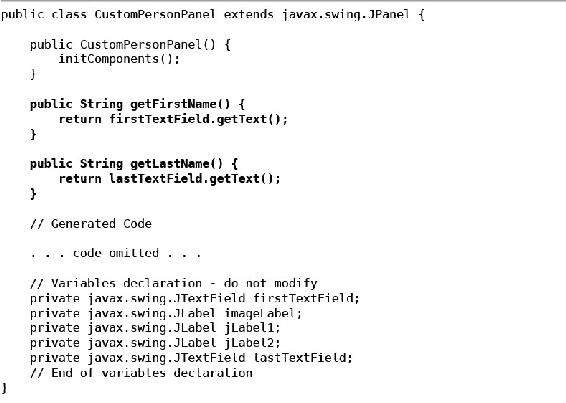 public class CustomPersonPanel extends javax.swing.JPanel {
public CustomPersonPanel() {
initComponents();
}
public String getFirstName() {
return firstTextField.getText();
}
public String getLastName() {
return lastTextField.getText();
}
// Generated Code
. . . code omitted . . .
// Variables declaration - do not modify
private javax.swing.JTextField firstTextField;
private javax.swing.JLabel imageLabel;
private javax.swing.JLabel jLabel1;
private javax.swing.JLabel jLabel2;
private javax.swing.JTextField lastTextField;
// End of variables declaration
}